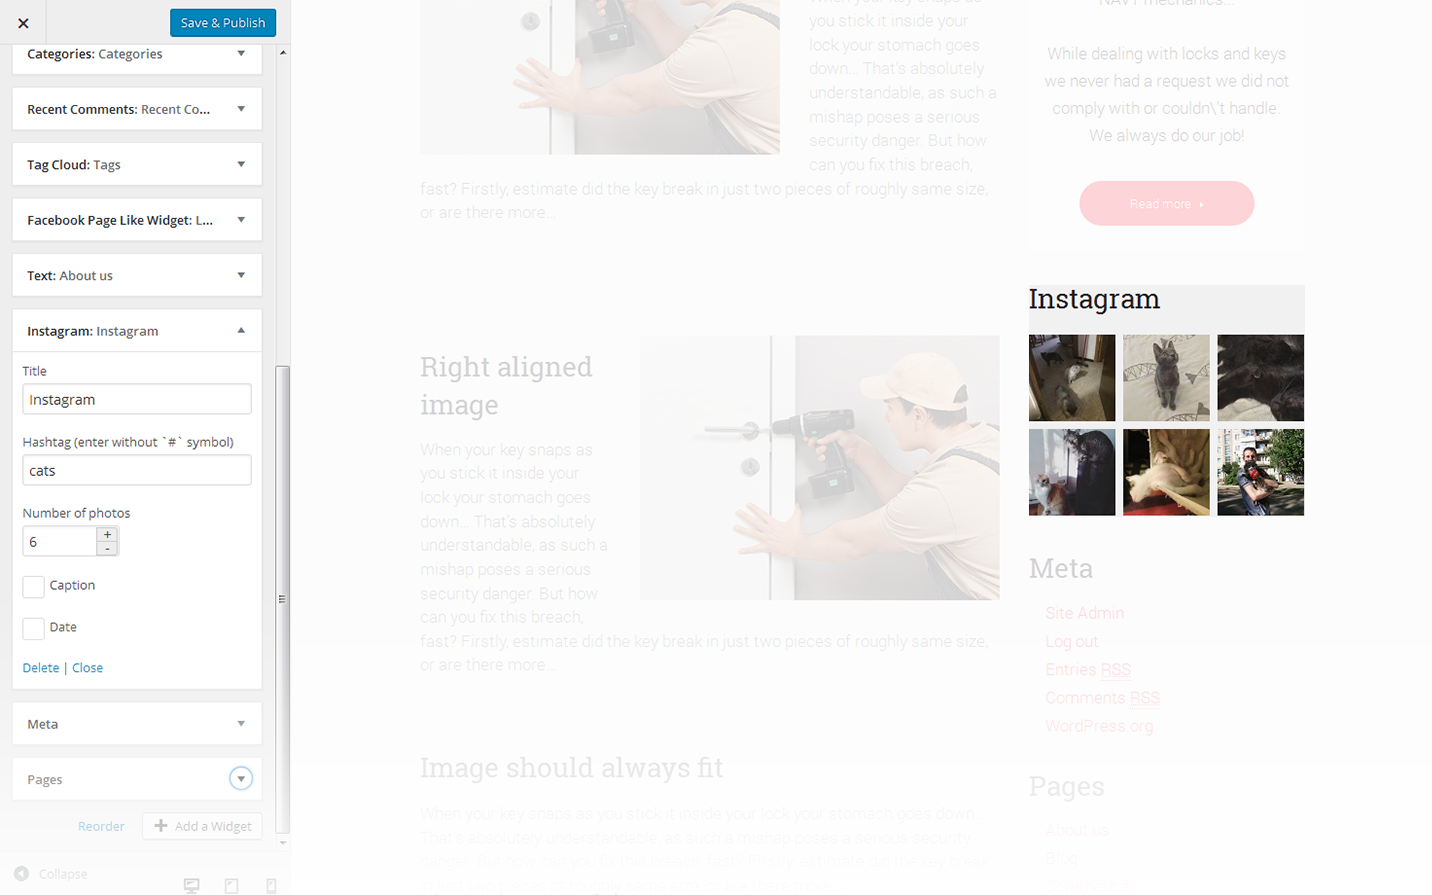 Save & Publish
Categories: Categories
Recent Comments: Recent Co...
Tag Cloud: Tags
Facebook Page Like Widget: L...
Text: About us
Instagram: Instagram
Title
Instagram
Hashtag (enter without `#` symbol)
cats
Number of photos
6
+
-
Caption
Date
Delete | Close
Meta
Pages
Reorder
Add a Widget
Collapse
When your key snaps as
you stick it inside your
lock your stomach goes
down... That's absolutely
understandable, as such a
mishap poses a serious
security danger. But how
can you fix this breach,
fast? Firstly, estimate did the key break in just two pieces of roughly same size,
or are there more...
Right aligned
image
When your key snaps as
you stick it inside your
lock your stomach goes
down... That's absolutely
understandable, as such a
mishap poses a serious
security danger. But how
can you fix this breach,
fast? Firstly, estimate did the key break in just two pieces of roughly same size,
or are there more...
Image should always fit
When your key snaps as you stick it inside your lock your stomach goes down...
That's absolutely understandable, as such a mishap poses a serious security
mechanics...
While dealing with locks and keys
we never had a request we did not
comply with or couldn\'t handle.
We always do our job!
Read more
Instagram
Meta
Site Admin
Log out
Entries RSS
Comments RSS
WordPress.org
Pages
About us
Blog